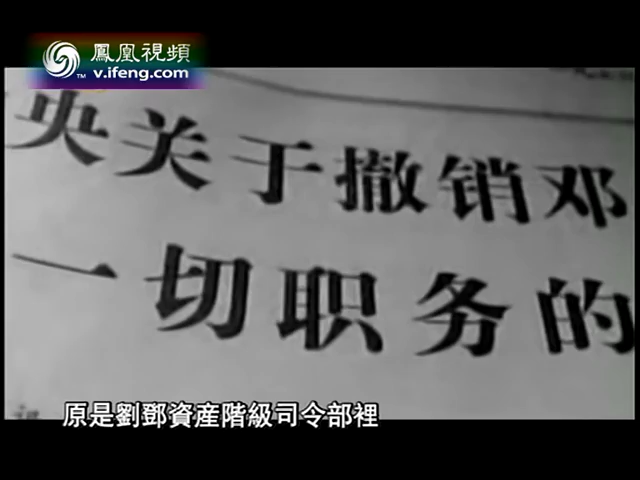 鳳凰視頻
v.ifeng.com
央关于撤销邓
一切职务的
原是劉鄧資産階級司令部裡